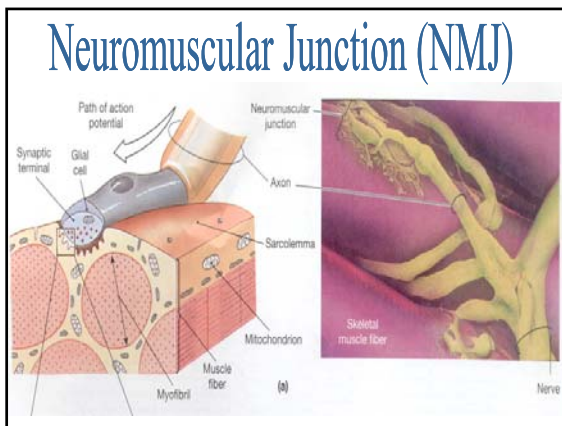 Neuromuscular Junction (NMJ)
Path of action
potential
Synaptic
terminal
Glial
cell
Neuromuscular
junction
Axon
Sarcolemma
Mitochondrion
Muscle
fiber
Myofibril
(a)
Skeletal
muscle fiber
Nerve